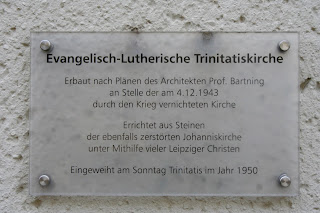 Evangelisch-Lutherische Trinitatiskirche
Erbaut nach Plänen des Architekten Prof. Bartning
an Stelle der am 4.12.1943
durch den Krieg vernichteten Kirche
Errichtet aus Steinen
der ebenfalls zerstörten Johanniskirche
unter Mithilfe vieler Leipziger Christen
Eingeweiht am Sonntag Trinitatis im Jahr 1950